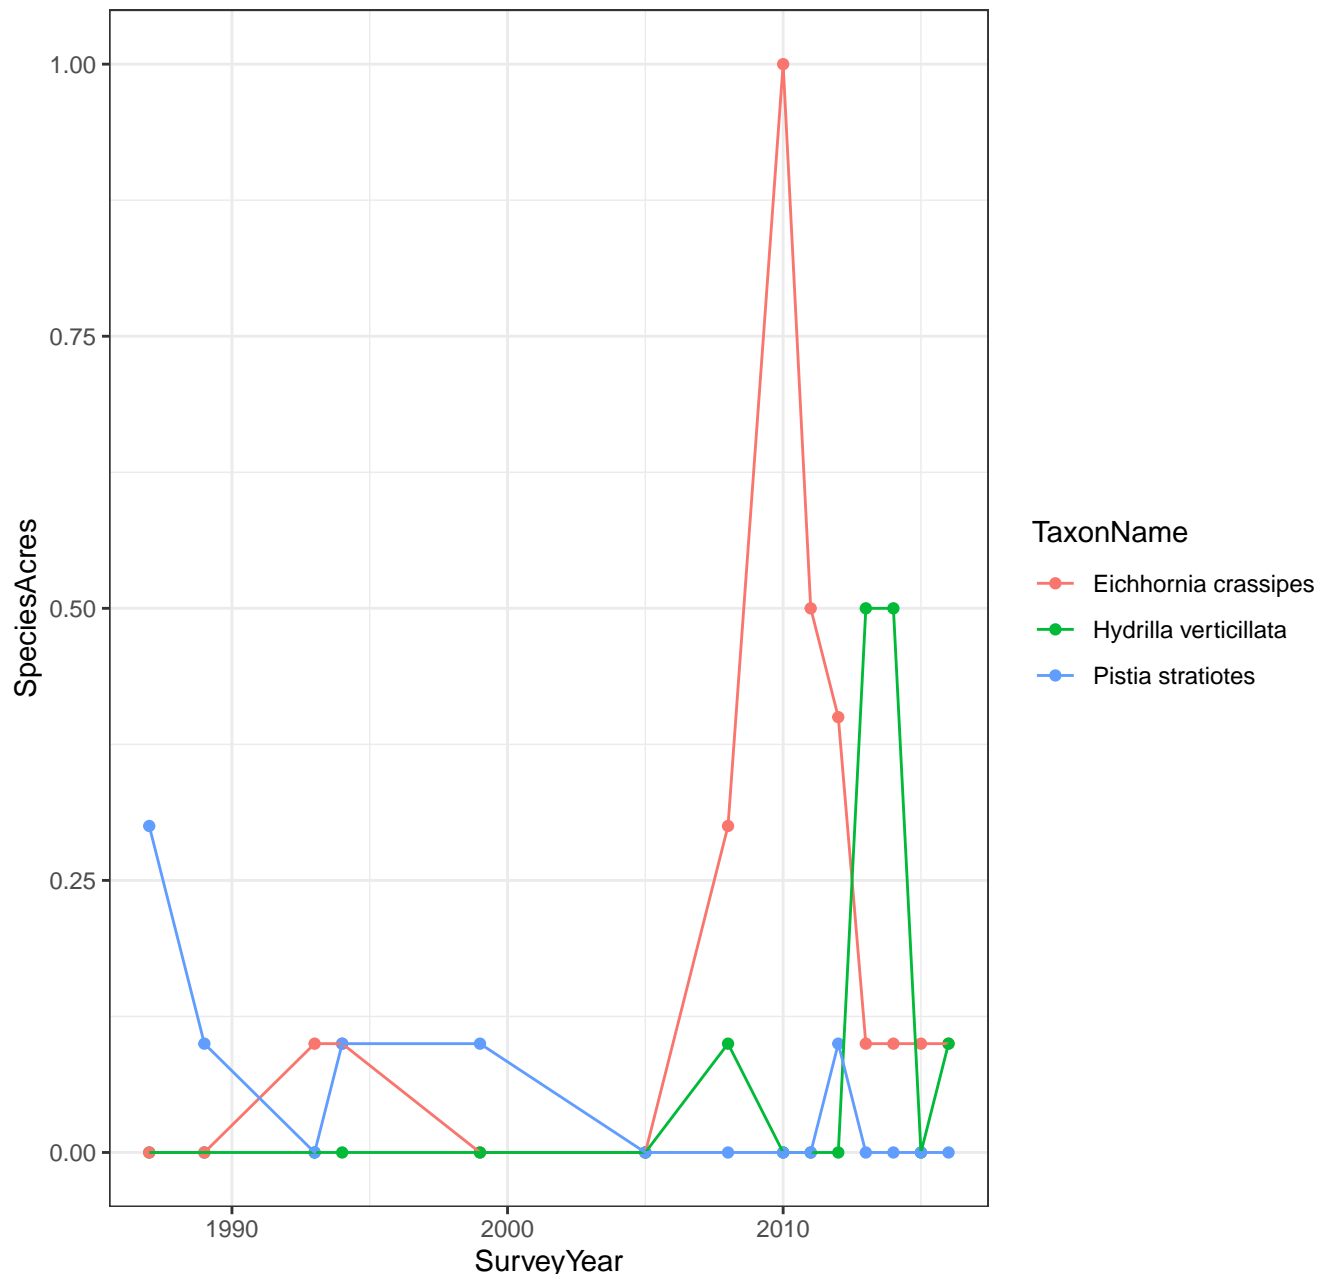 1.00
0.75
0.50
0.25
0.00
SpeciesAcres
1990
2000
2010
SurveyYear
TaxonName
Eichhornia crassipes
Hydrilla verticillata
Pistia stratiotes